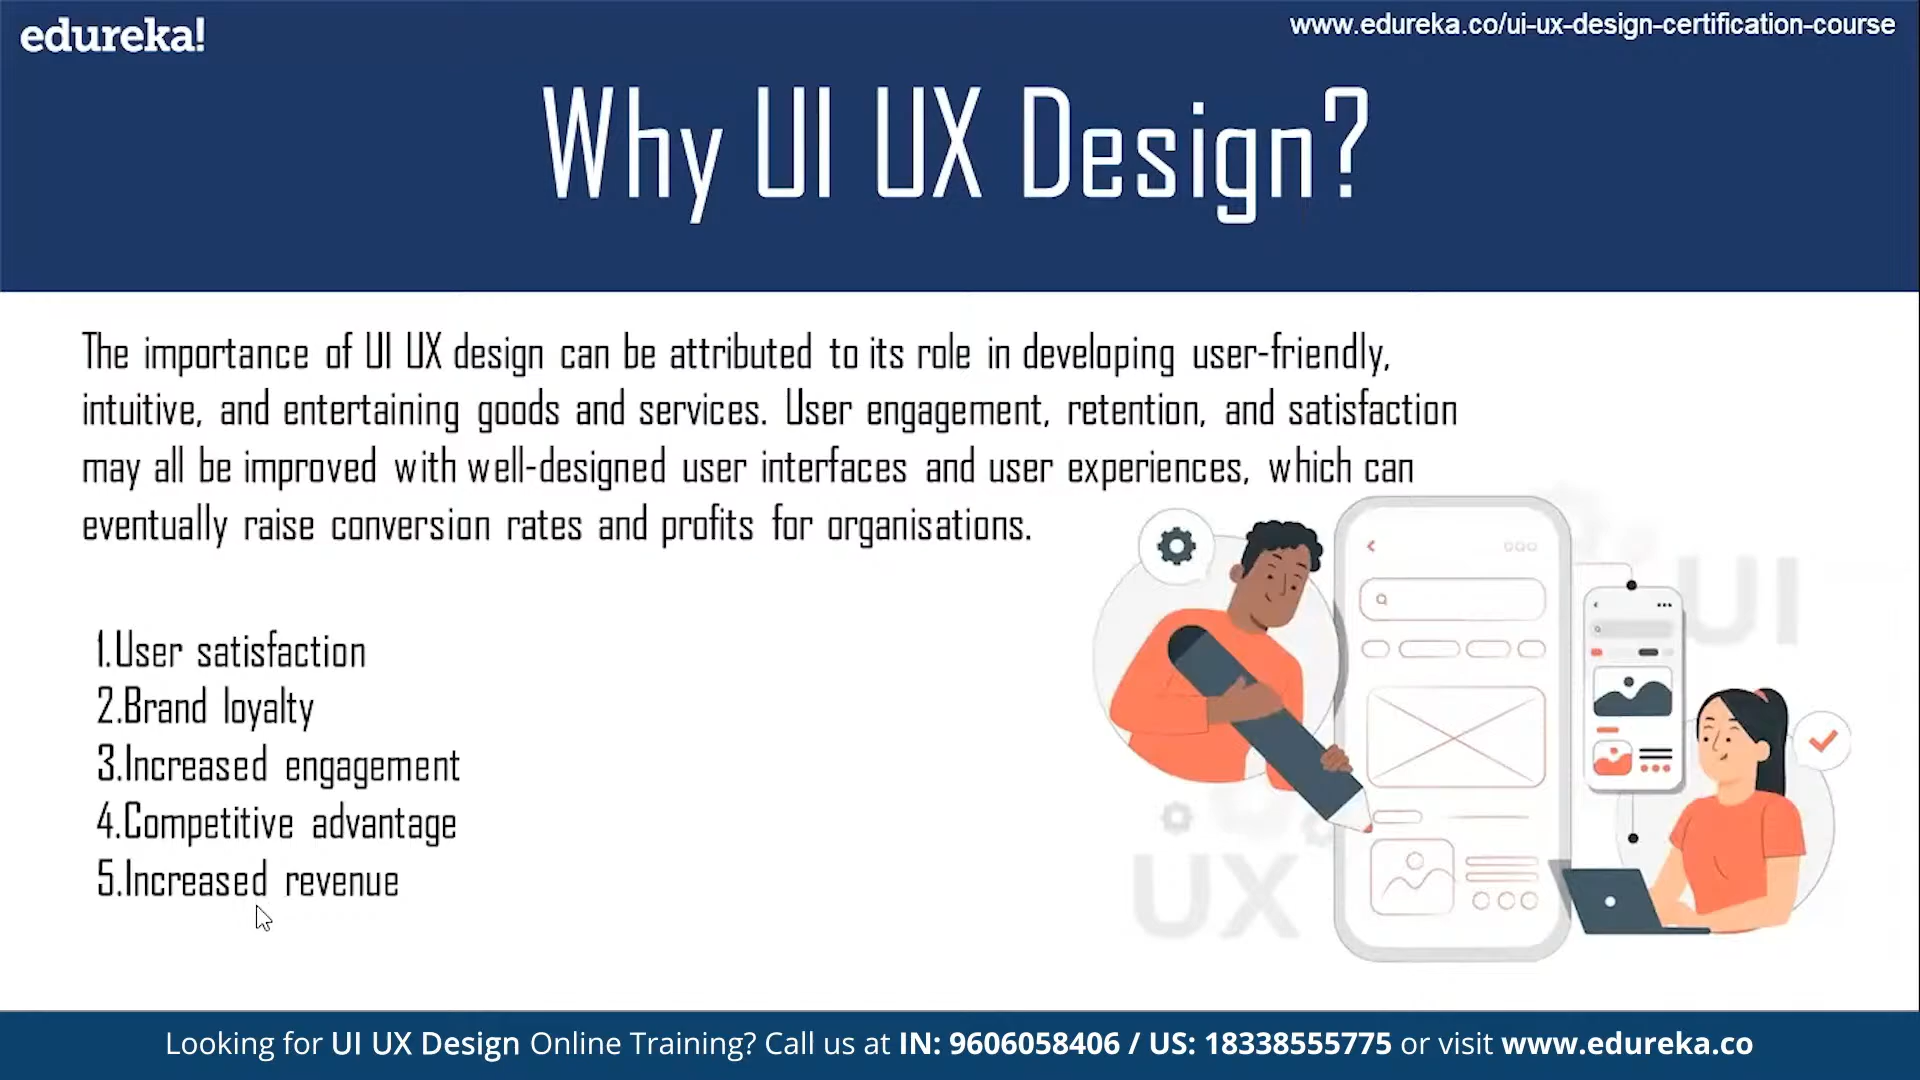 edureka!
www.edureka.co/ui-ux-design-certification-course
Why UI UX Design?
The importance of UI UX design can be attributed to its role in developing user-friendly,
intuitive, and entertaining goods and services. User engagement, retention, and satisfaction
may all be improved with well-designed user interfaces and user experiences, which can
eventually raise conversion rates and profits for organisations.
1.User satisfaction
2.Brand loyalty
3.Increased engagement
4.Competitive advantage
5.Increased revenue
UI
UX
Looking for UI UX Design Online Training? Call us at IN: 9606058406 / US: 18338555775 or visit www.edureka.co